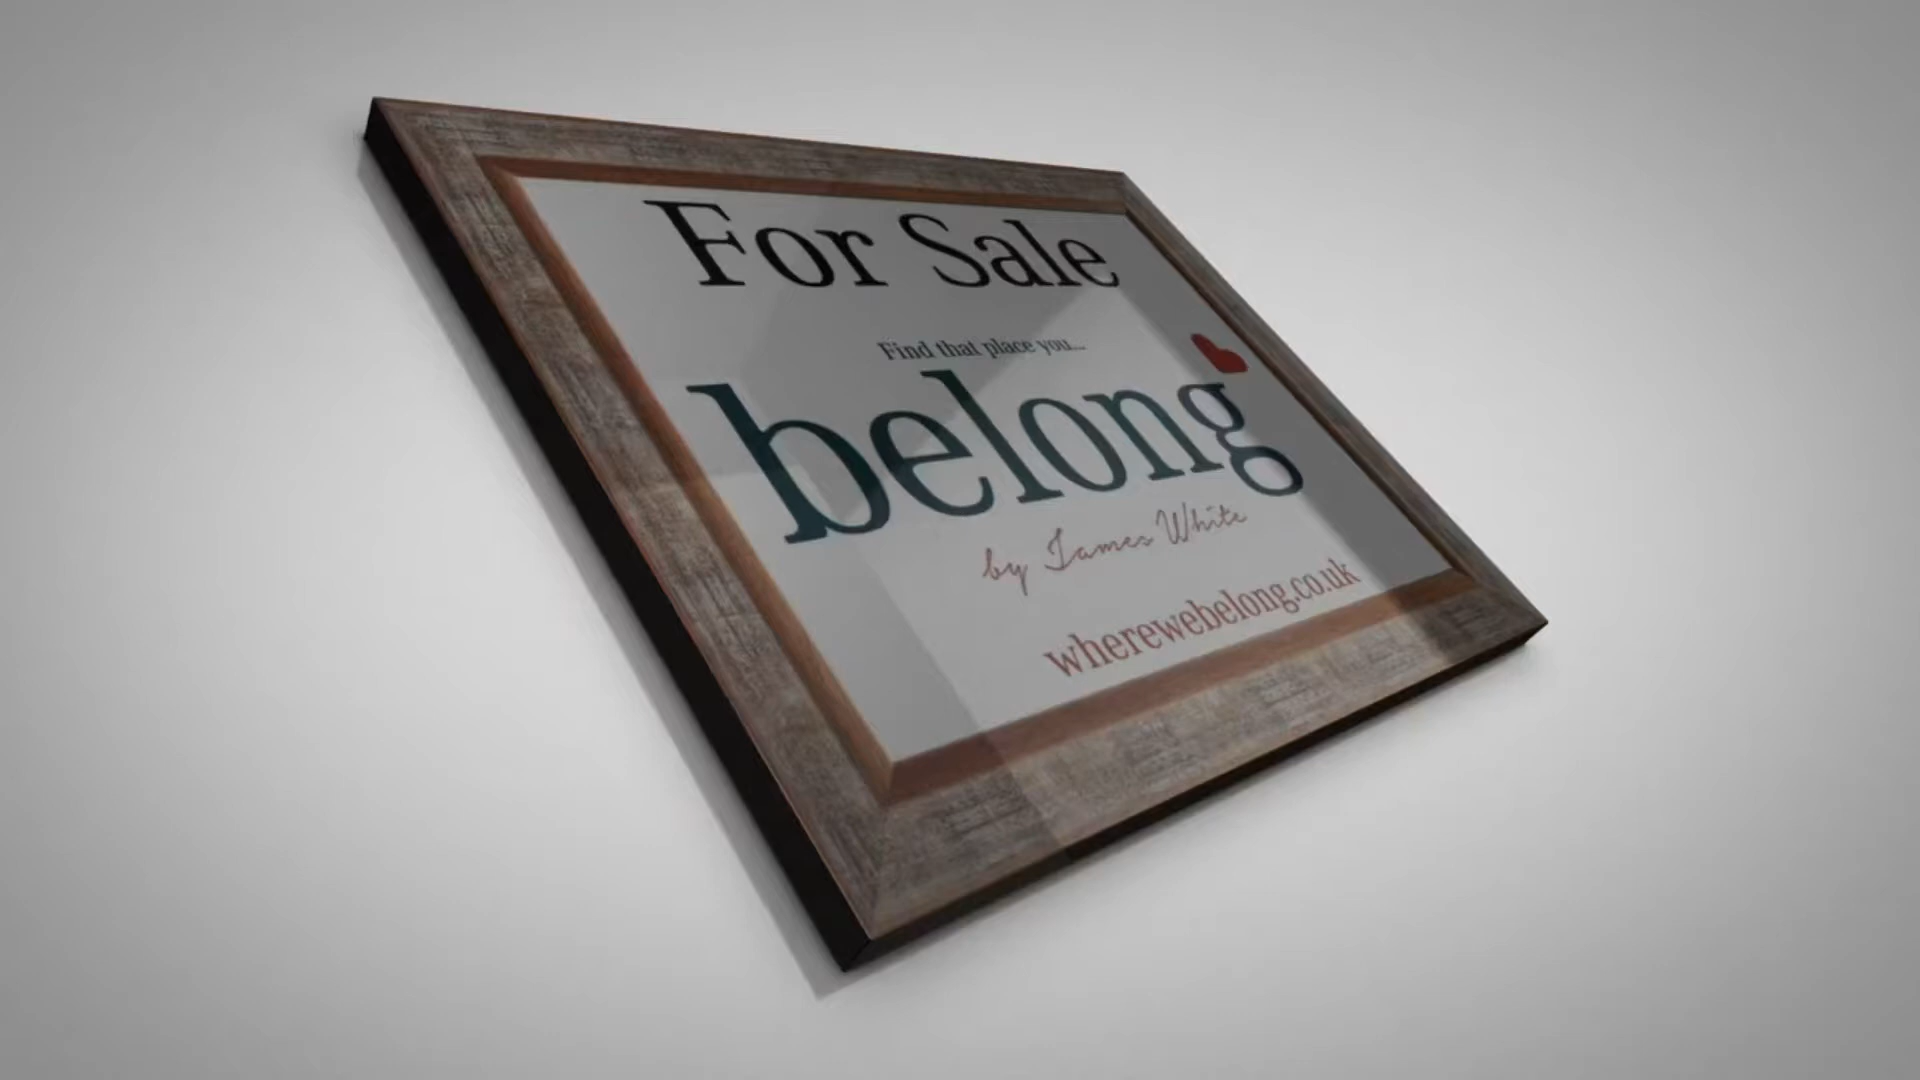 For Sale
Find that place you...
belong
by James White
wherewebelong.co.uk